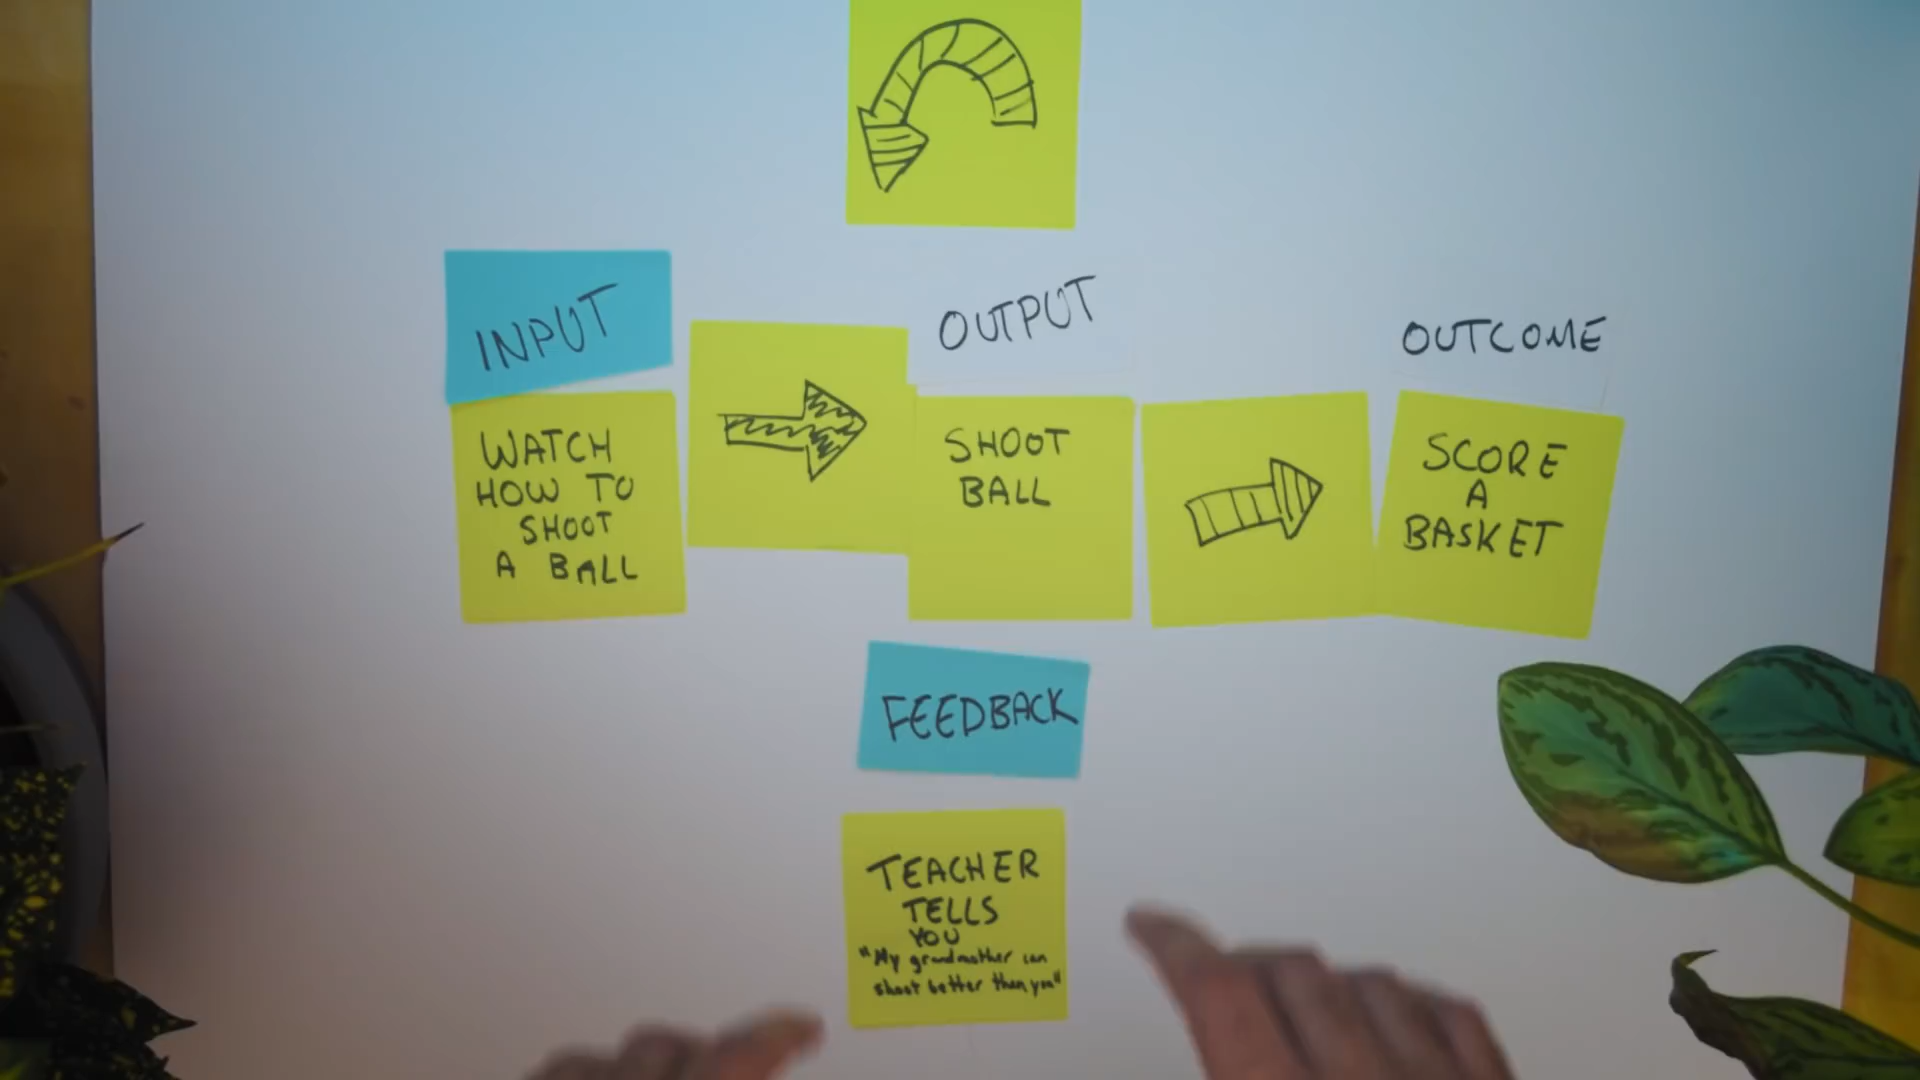 INPUT
WATCH
HOW TO
SHOOT
A BALL
OUTPUT
SHOOT
BALL
OUTCOME
SCORE
A
BASKET
FEEDBACK
TEACHER
TELLS
YOU
"My grandmother can
shoot better than you"